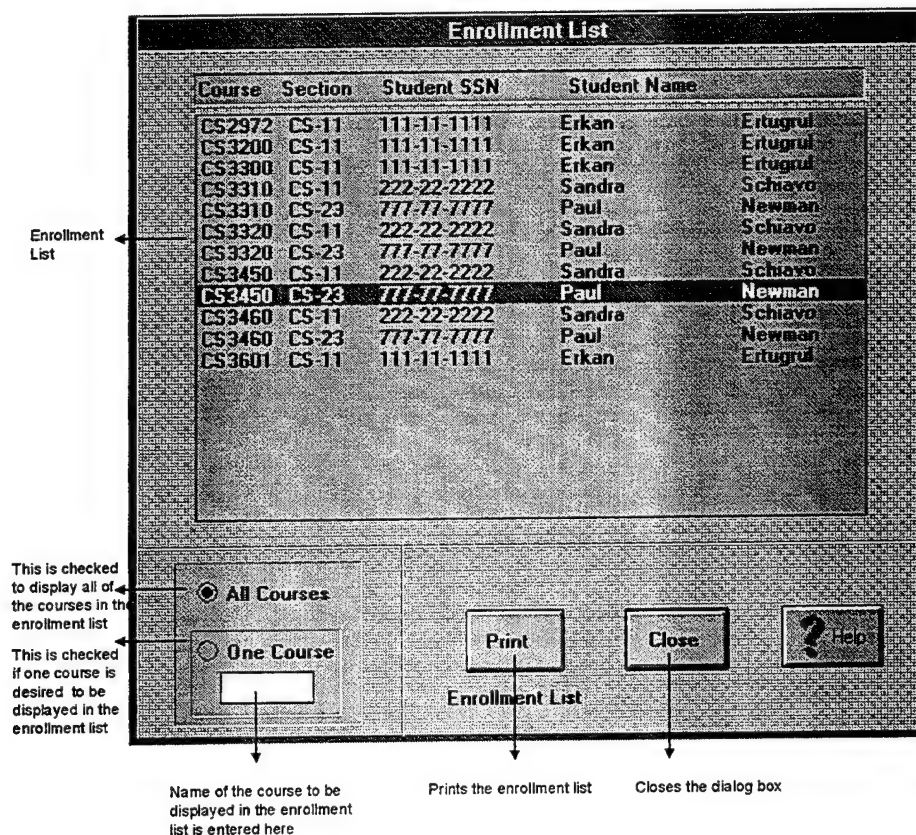 Enrollment List
Course Section Student SSN Student Name
CS2972 CS-11 111-11-1111 Erkan Ertugrul
CS3200 CS-11 111-11-1111 Erkan Ertugrul
CS3300 CS-11 111-11-1111 Erkan Ertugrul
CS3310 CS-11 222-22-2222 Sandra Schiavo
CS3310 CS-23 777-77-7777 Paul Newman
CS3320 CS-11 222-22-2222 Sandra Schiavo
CS3320 CS-23 777-77-7777 Paul Newman
CS3450 CS-11 222-22-2222 Sandra Schiavo
CS3450 CS-23 777-77-7777 Paul Newman
CS3460 CS-11 222-22-2222 Sandra Schiavo
CS3460 CS-23 777-77-7777 Paul Newman
CS3601 CS-11 111-11-1111 Erkan Ertugrul
Enrollment
List
This is checked
to display all of
the courses in the
enrollment list
This is checked
if one course is
desired to be
displayed in the
enrollment list
All Courses
One Course
Print
Close
? Help
Enrollment List
Name of the course to be
displayed in the enrollment
list is entered here
Prints the enrollment list
Closes the dialog box